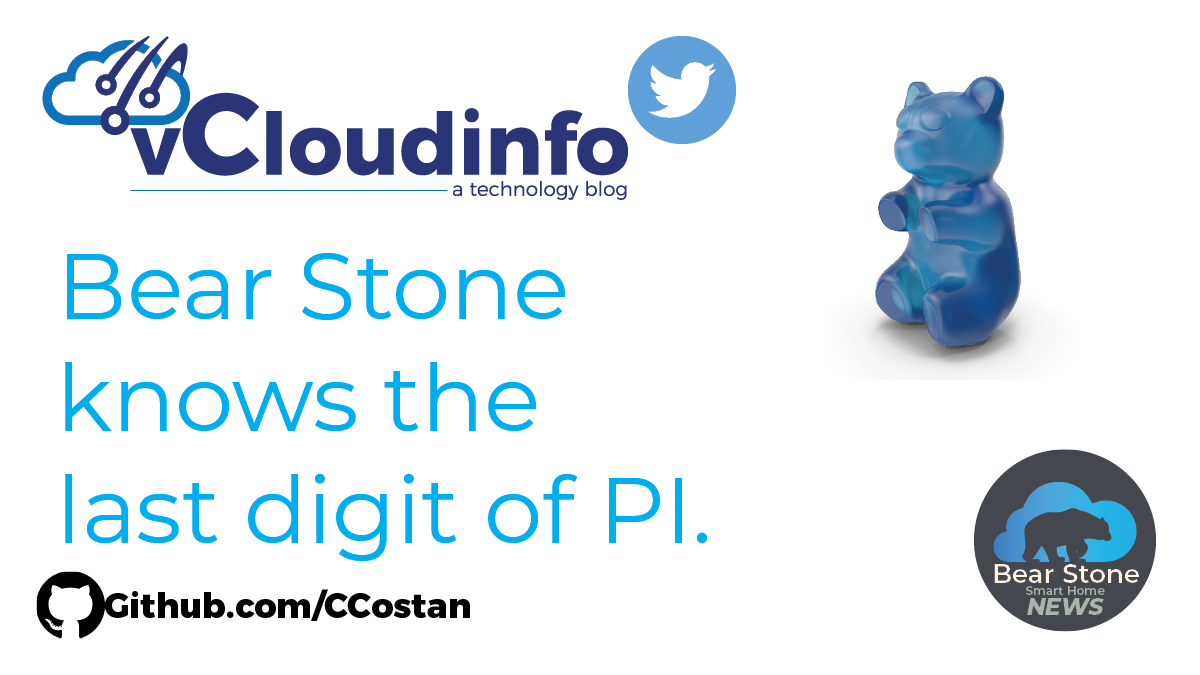 vCloudinfo
a technology blog
Bear Stone
knows the
last digit of PI.
Github.com/CCostan
Bear Stone
Smart Home
NEWS